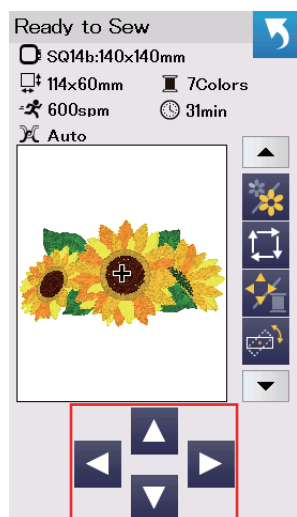 Ready to Sew
SQ14b:140x140mm
114x60mm 7Colors
600spm 31min
Auto